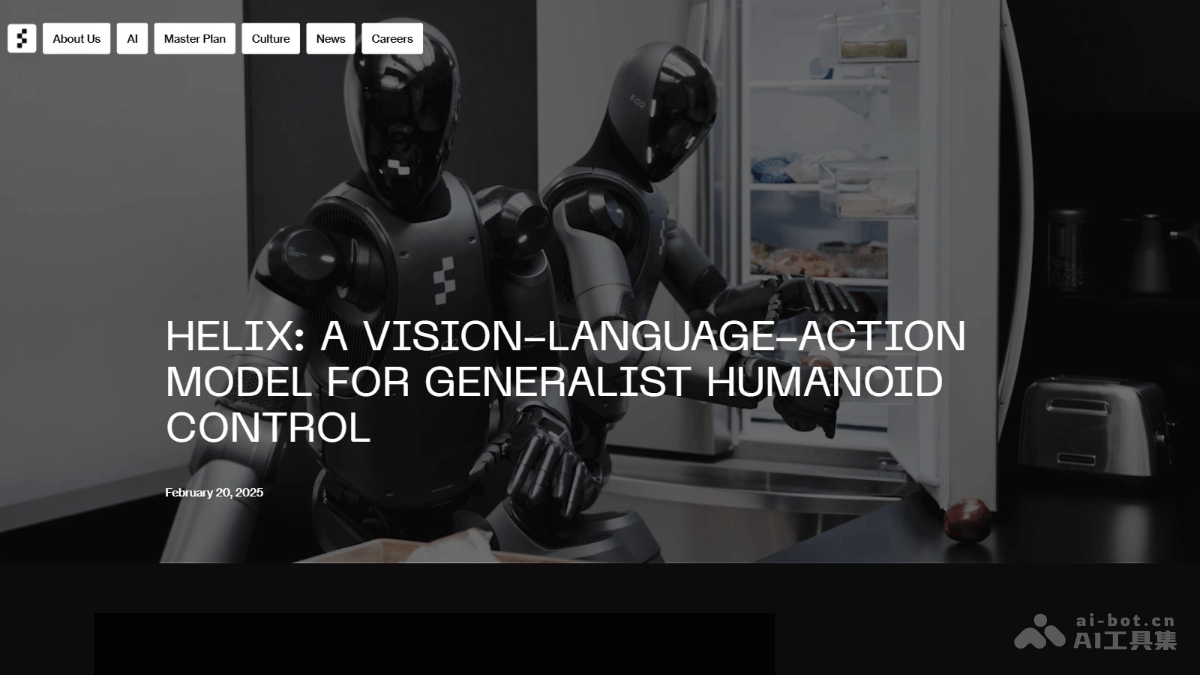 About Us
AI
Master Plan
Culture
News
Careers
F.02
HELIX: A VISION-LANGUAGE-ACTION
MODEL FOR GENERALIST HUMANOID
CONTROL
February 20, 2025
ai-bot.cn
AI工具集